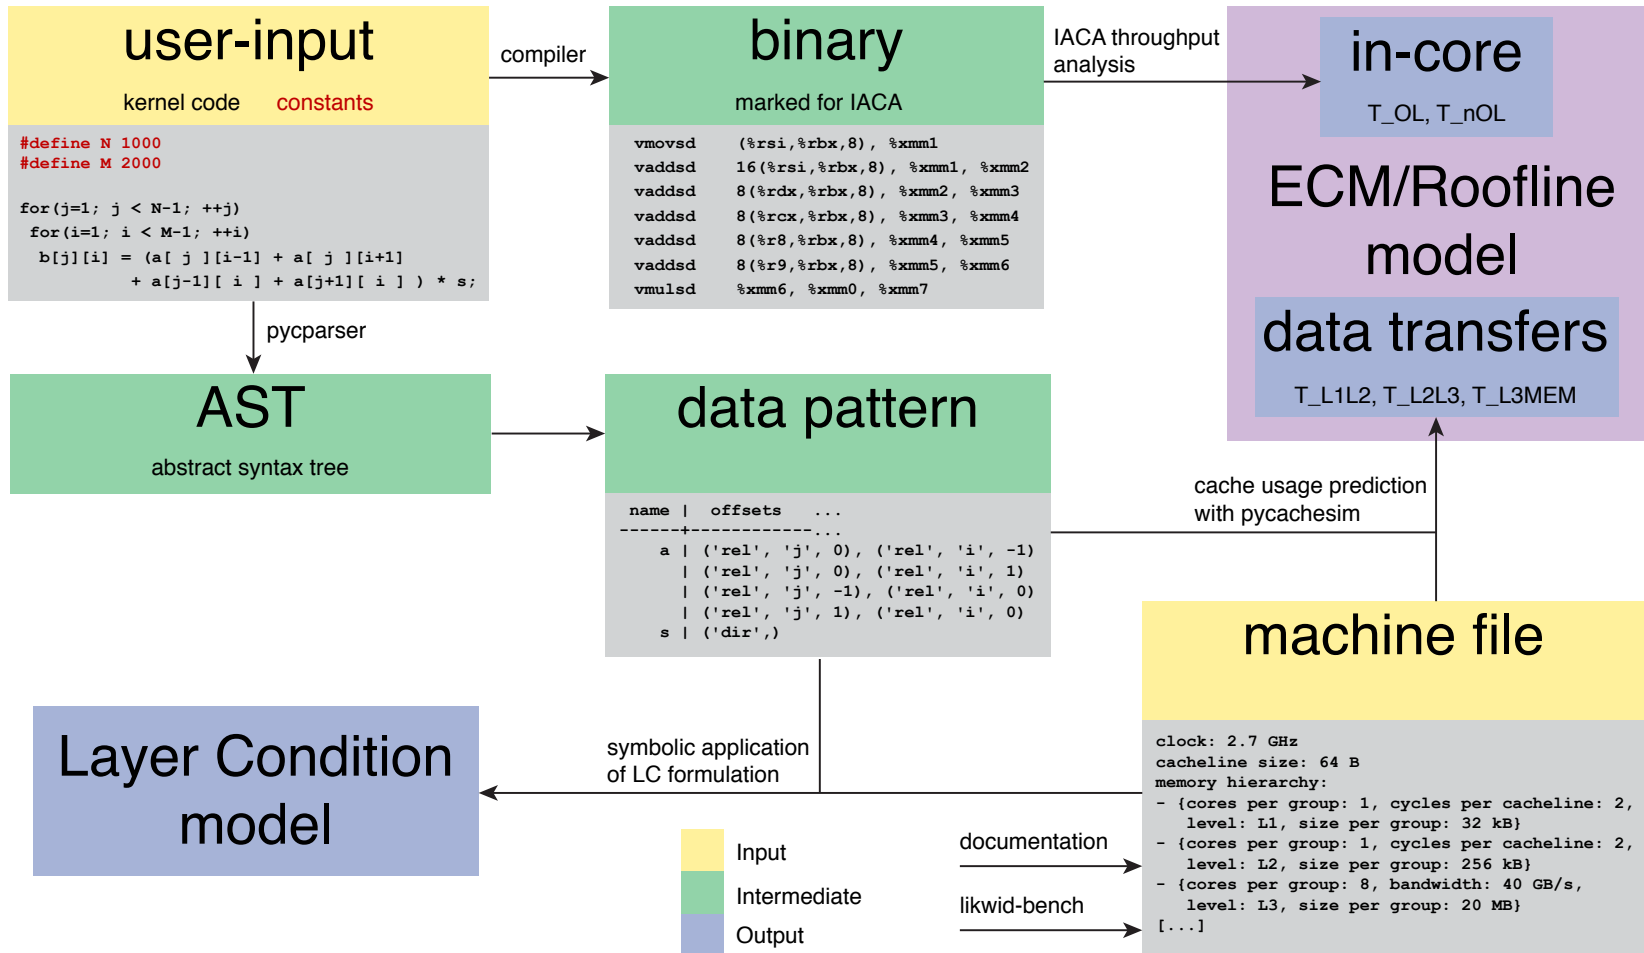 user-input
kernel code constants
#define N 1000
#define M 2000
for(j=1; j < N-1; ++j)
for(i=1; i < M-1; ++i)
b[j][i] = (a[ j ][i-1] + a[ j ][i+1]
+ a[j-1][ i ] + a[j+1][ i ] ) * s;
compiler
binary
marked for IACA
vmovsd (%rsi,%rbx,8), %xmm1
vaddsd 16(%rsi,%rbx,8), %xmm1, %xmm2
vaddsd 8(%rdx,%rbx,8), %xmm2, %xmm3
vaddsd 8(%rcx,%rbx,8), %xmm3, %xmm4
vaddsd 8(%r8,%rbx,8), %xmm4, %xmm5
vaddsd 8(%r9,%rbx,8), %xmm5, %xmm6
vmulsd %xmm6, %xmm0, %xmm7
IACA throughput
analysis
in-core
T_OL, T_nOL
ECM/Roofline
model
data transfers
T_L1L2, T_L2L3, T_L3MEM
pycparser
AST
abstract syntax tree
data pattern
name | offsets ...
------+------------...
a | ('rel', 'j', 0), ('rel', 'i', -1)
| ('rel', 'j', 0), ('rel', 'i', 1)
| ('rel', 'j', -1), ('rel', 'i', 0)
| ('rel', 'j', 1), ('rel', 'i', 0)
s | ('dir',)
cache usage prediction
with pycachesim
machine file
clock: 2.7 GHz
cacheline size: 64 B
memory hierarchy:
- {cores per group: 1, cycles per cacheline: 2,
level: L1, size per group: 32 kB}
- {cores per group: 1, cycles per cacheline: 2,
level: L2, size per group: 256 kB}
- {cores per group: 8, bandwidth: 40 GB/s,
level: L3, size per group: 20 MB}
[...]
symbolic application
of LC formulation
Layer Condition
model
Input
Intermediate
Output
documentation
likwid-bench